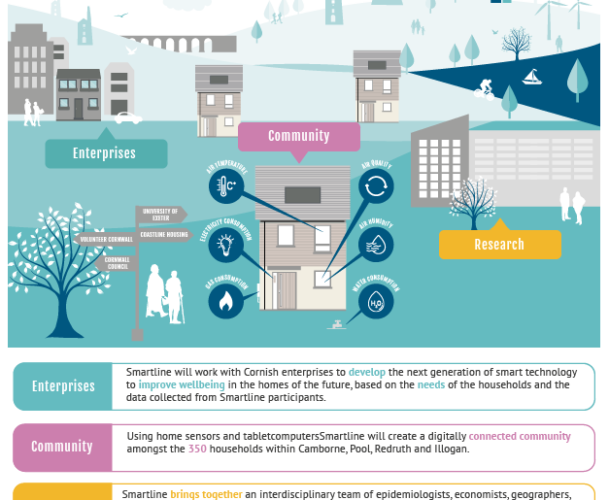 Community
Enterprises
AIR TEMPERATURE
AIR QUALITY
C°
UNIVERSITY OF
EXETER
VOLUNTEER CORNWALL
COASTLINE HOUSING
CORNWALL
COUNCIL
ELECTRICITY CONSUMPTION
AIR HUMIDITY
Research
GAS CONSUMPTION
WATER CONSUMPTION
H₂O
Enterprises
Smartline will work with Cornish enterprises to develop the next generation of smart technology
to improve wellbeing in the homes of the future, based on the needs of the households and the
data collected from Smartline participants.
Community
Using home sensors and tabletcomputersSmartline will create a digitally connected community
amongst the 350 households within Camborne, Pool, Redruth and Illogan.
Smartline brings together an interdisciplinary team of epidemiologists, economists, geographers,